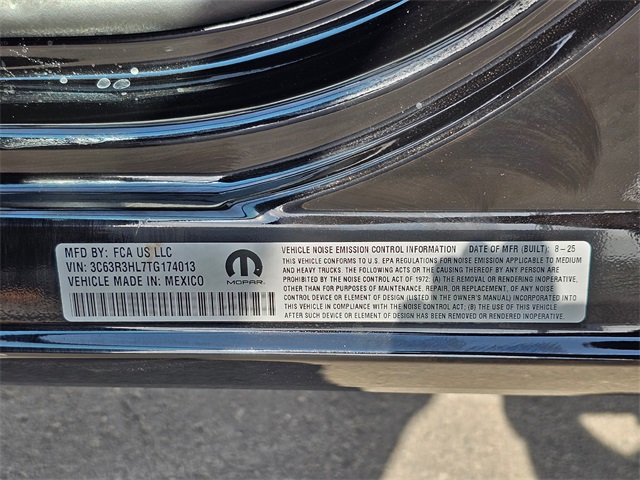 MFD BY: FCA US LLC
VIN: 3C63R3HL7TG174013
VEHICLE MADE IN: MEXICO
MOPAR.
VEHICLE NOISE EMISSION CONTROL INFORMATION DATE OF MFR (BUILT): 8-25
THIS VEHICLE CONFORMS TO U.S. EPA REGULATIONS FOR NOISE EMISSION APPLICABLE TO MEDIUM
AND HEAVY TRUCKS. THE FOLLOWING ACTS OR THE CAUSING THEREOF BY ANY PERSON ARE
PROHIBITED BY THE NOISE CONTROL ACT OF 1972, (A) THE REMOVAL OR RENDERING INOPERATIVE,
OTHER THAN FOR PURPOSES OF MAINTENANCE, REPAIR, OR REPLACEMENT, OF ANY NOISE
CONTROL DEVICE OR ELEMENT OF DESIGN (LISTED IN THE OWNER'S MANUAL) INCORPORATED INTO
THIS VEHICLE IN COMPLIANCE WITH THE NOISE CONTROL ACT; (B) THE USE OF THIS VEHICLE
AFTER SUCH DEVICE OR ELEMENT OF DESIGN HAS BEEN REMOVED OR RENDERED INOPERATIVE.